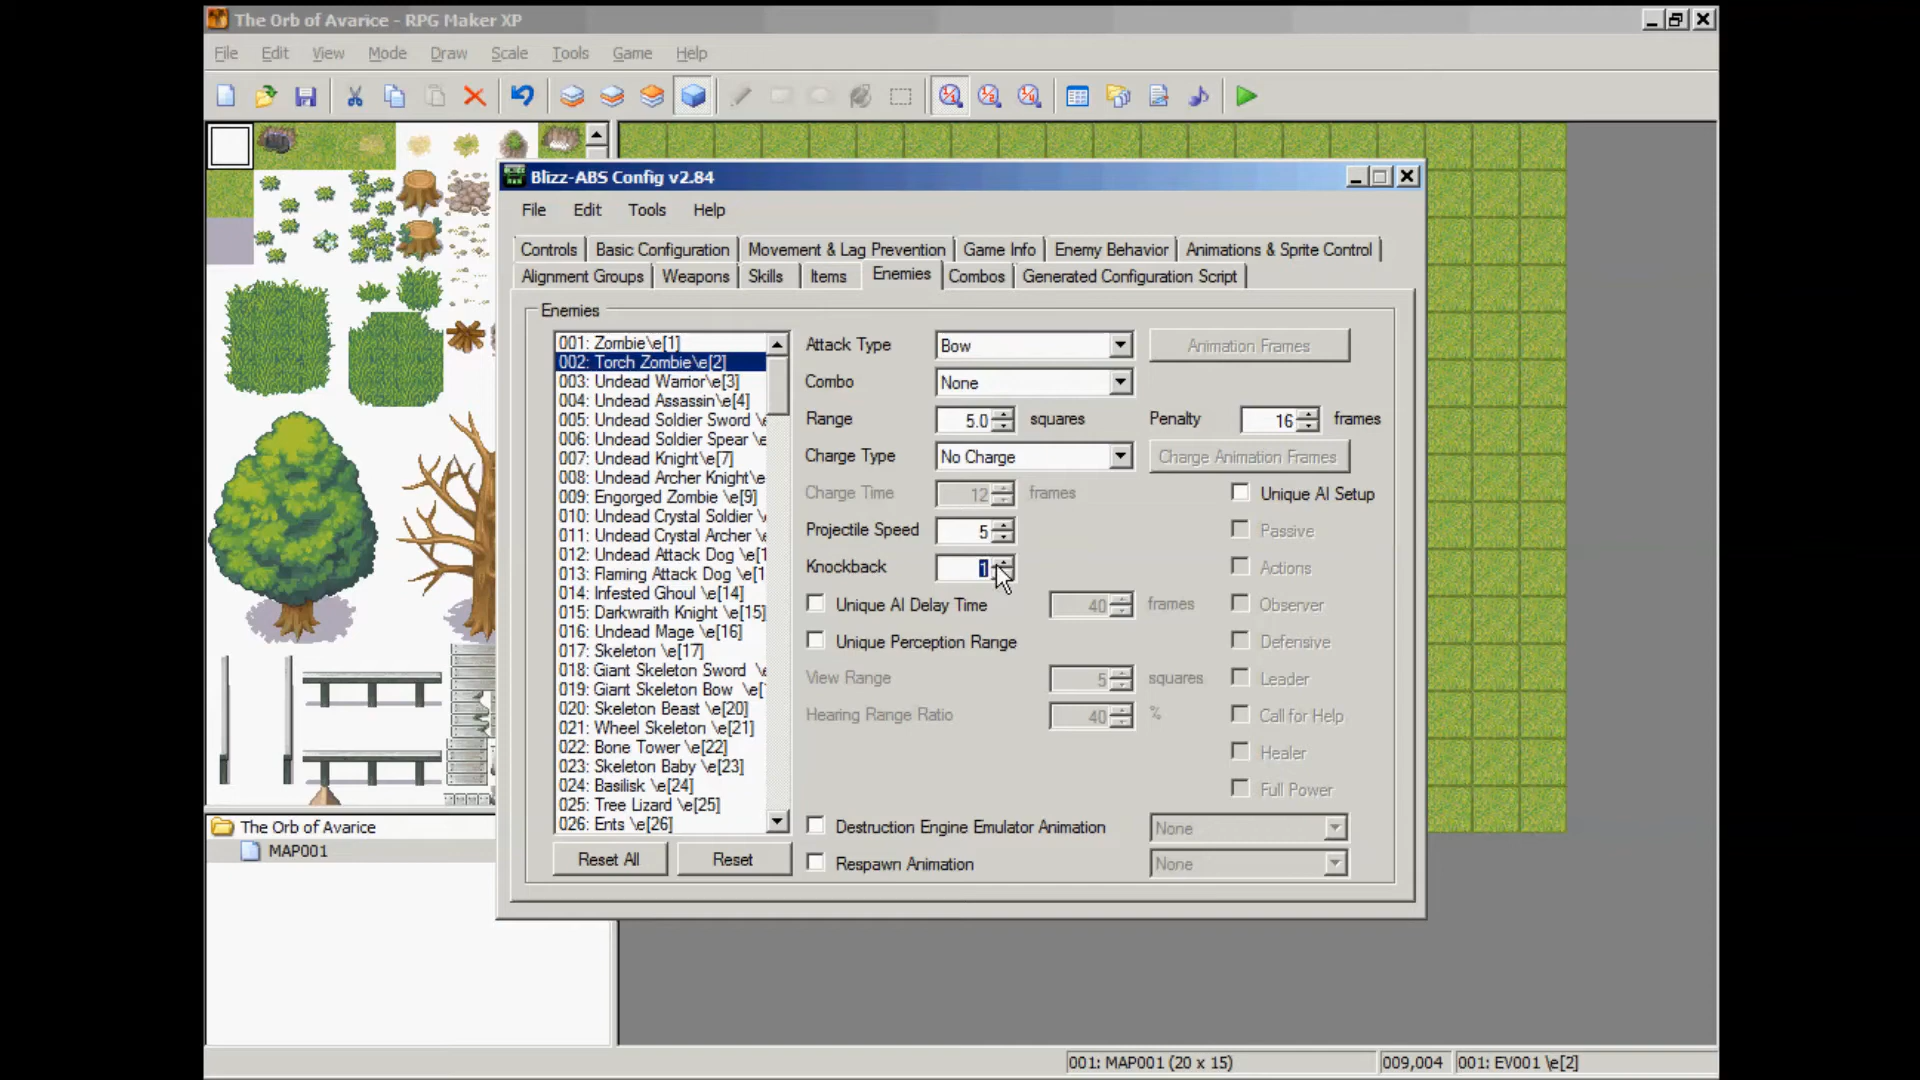 The Orb of Avarice - RPG Maker XP
File Edit View Mode Draw Scale Tools Game Help
Blizz-ABS Config v2.84
File Edit Tools Help
Controls Basic Configuration Movement & Lag Prevention Game Info Enemy Behavior Animations & Sprite Control
Alignment Groups Weapons Skills Items Enemies Combos Generated Configuration Script
Enemies
001: Zombie\e[1]
002: Torch Zombie\e[2]
003: Undead Warrior\e[3]
004: Undead Assassin\e[4]
005: Undead Soldier Sword \
006: Undead Soldier Spear \e
007: Undead Knight\e[7]
008: Undead Archer Knight\e
009: Engorged Zombie \e[9]
010: Undead Crystal Soldier \
011: Undead Crystal Archer \e
012: Undead Attack Dog \e[1
013: Flaming Attack Dog \e[1
014: Infested Ghoul \e[14]
015: Darkwraith Knight \e[15]
016: Undead Mage \e[16]
017: Skeleton \e[17]
018: Giant Skeleton Sword \e
019: Giant Skeleton Bow \e[
020: Skeleton Beast \e[20]
021: Wheel Skeleton \e[21]
022: Bone Tower \e[22]
023: Skeleton Baby \e[23]
024: Basilisk \e[24]
025: Tree Lizard \e[25]
026: Ents \e[26]
Reset All Reset
Attack Type Bow Animation Frames
Combo None
Range 5.0 squares Penalty 16 frames
Charge Type No Charge Charge Animation Frames
Charge Time 12 frames Unique AI Setup
Projectile Speed 5 Passive
Knockback 1 Actions
Unique AI Delay Time 40 frames Observer
Unique Perception Range Defensive
View Range 5 squares Leader
Hearing Range Ratio 40 % Call for Help
Healer
Full Power
Destruction Engine Emulator Animation None
Respawn Animation None
The Orb of Avarice
MAP001
001: MAP001 (20 x 15) 009,004 001: EV001 \e[2]